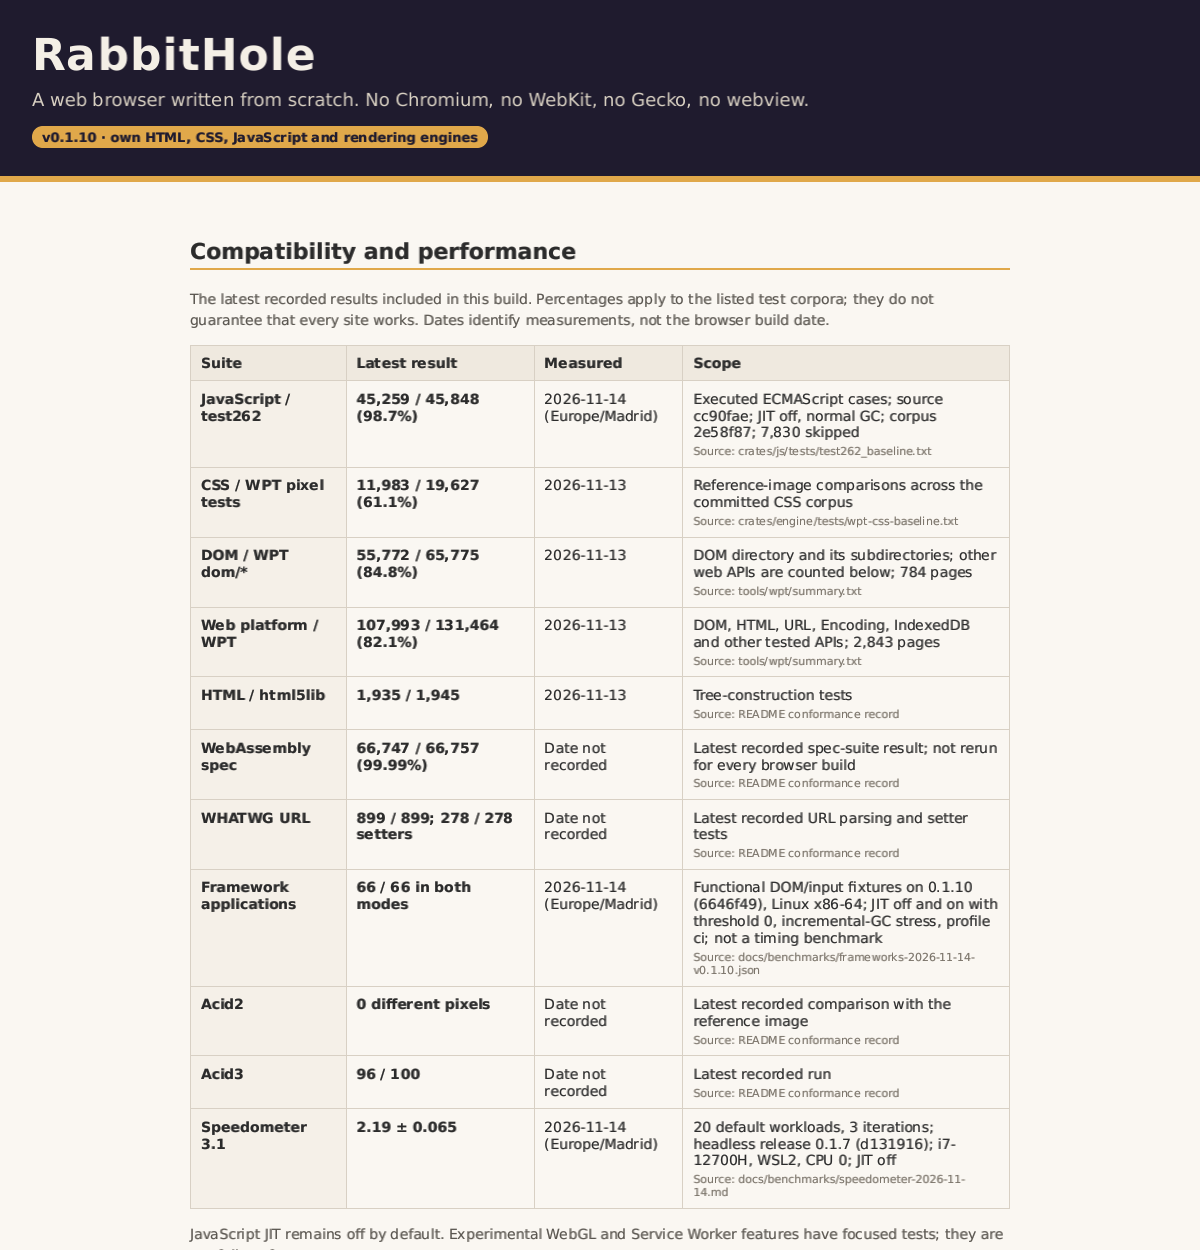 RabbitHole
A web browser written from scratch. No Chromium, no WebKit, no Gecko, no webview.
v0.1.10 · own HTML, CSS, JavaScript and rendering engines
Compatibility and performance
The latest recorded results included in this build. Percentages apply to the listed test corpora; they do not
guarantee that every site works. Dates identify measurements, not the browser build date.
Suite
Latest result
Measured
Scope
JavaScript /
test262
45,259 / 45,848
(98.7%)
2026-11-14
(Europe/Madrid)
Executed ECMAScript cases; source
cc90fae; JIT off, normal GC; corpus
2e58f87; 7,830 skipped
Source: crates/js/tests/test262_baseline.txt
CSS / WPT pixel
tests
11,983 / 19,627
(61.1%)
2026-11-13
Reference-image comparisons across the
committed CSS corpus
Source: crates/engine/tests/wpt-css-baseline.txt
DOM / WPT
dom/*
55,772 / 65,775
(84.8%)
2026-11-13
DOM directory and its subdirectories; other
web APIs are counted below; 784 pages
Source: tools/wpt/summary.txt
Web platform /
WPT
107,993 / 131,464
(82.1%)
2026-11-13
DOM, HTML, URL, Encoding, IndexedDB
and other tested APIs; 2,843 pages
Source: tools/wpt/summary.txt
HTML / html5lib
1,935 / 1,945
2026-11-13
Tree-construction tests
Source: README conformance record
WebAssembly
spec
66,747 / 66,757
(99.99%)
Date not
recorded
Latest recorded spec-suite result; not rerun
for every browser build
Source: README conformance record
WHATWG URL
899 / 899; 278 / 278
setters
Date not
recorded
Latest recorded URL parsing and setter
tests
Source: README conformance record
Framework
applications
66 / 66 in both
modes
2026-11-14
(Europe/Madrid)
Functional DOM/input fixtures on 0.1.10
(6646f49), Linux x86-64; JIT off and on with
threshold 0, incremental-GC stress, profile
ci; not a timing benchmark
Source: docs/benchmarks/frameworks-2026-11-14-
v0.1.10.json
Acid2
0 different pixels
Date not
recorded
Latest recorded comparison with the
reference image
Source: README conformance record
Acid3
96 / 100
Date not
recorded
Latest recorded run
Source: README conformance record
Speedometer
3.1
2.19 ± 0.065
2026-11-14
(Europe/Madrid)
20 default workloads, 3 iterations;
headless release 0.1.7 (d131916); i7-
12700H, WSL2, CPU 0; JIT off
Source: docs/benchmarks/speedometer-2026-11-
14.md
JavaScript JIT remains off by default. Experimental WebGL and Service Worker features have focused tests; they are